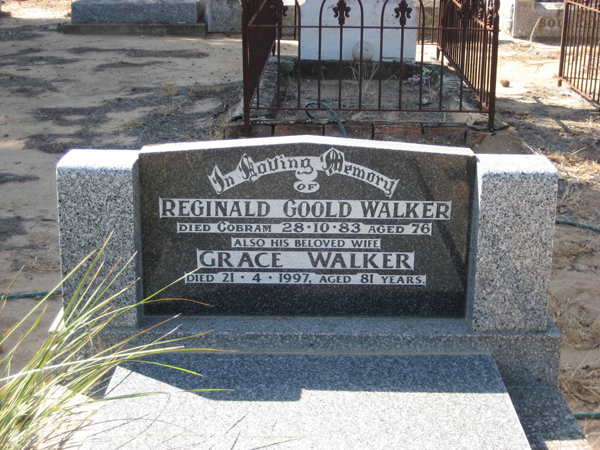 In Loving Memory
OF
REGINALD GOOLD WALKER
DIED COBRAM 28·10·83 AGED 76
ALSO HIS BELOVED WIFE
GRACE WALKER
DIED 21·4·1997, AGED 81 YEARS.